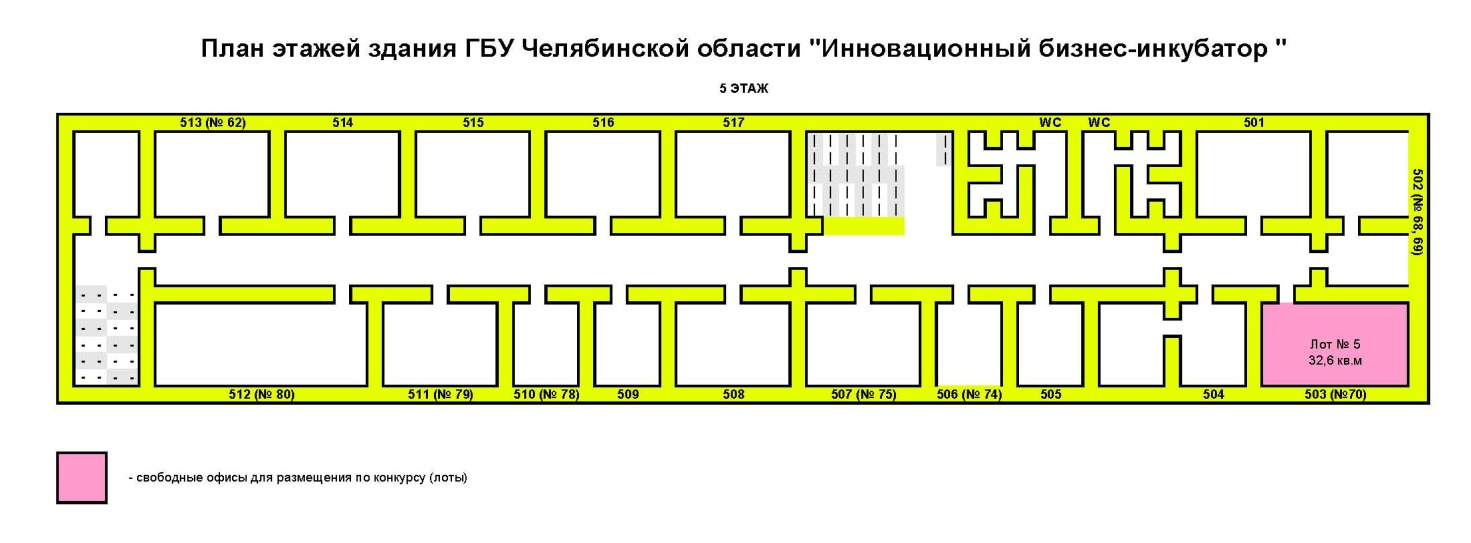 План этажей здания ГБУ Челябинской области "Инновационный бизнес-инкубатор "
5 ЭТАЖ
513 (№ 62)
514
515
516
517
WC
WC
501
502 (№ 68, 69)
Лот № 5
32,6 кв.м
512 (№ 80)
511 (№ 79)
510 (№ 78)
509
508
507 (№ 75)
506 (№ 74)
505
504
503 (№70)
- свободные офисы для размещения по конкурсу (лоты)